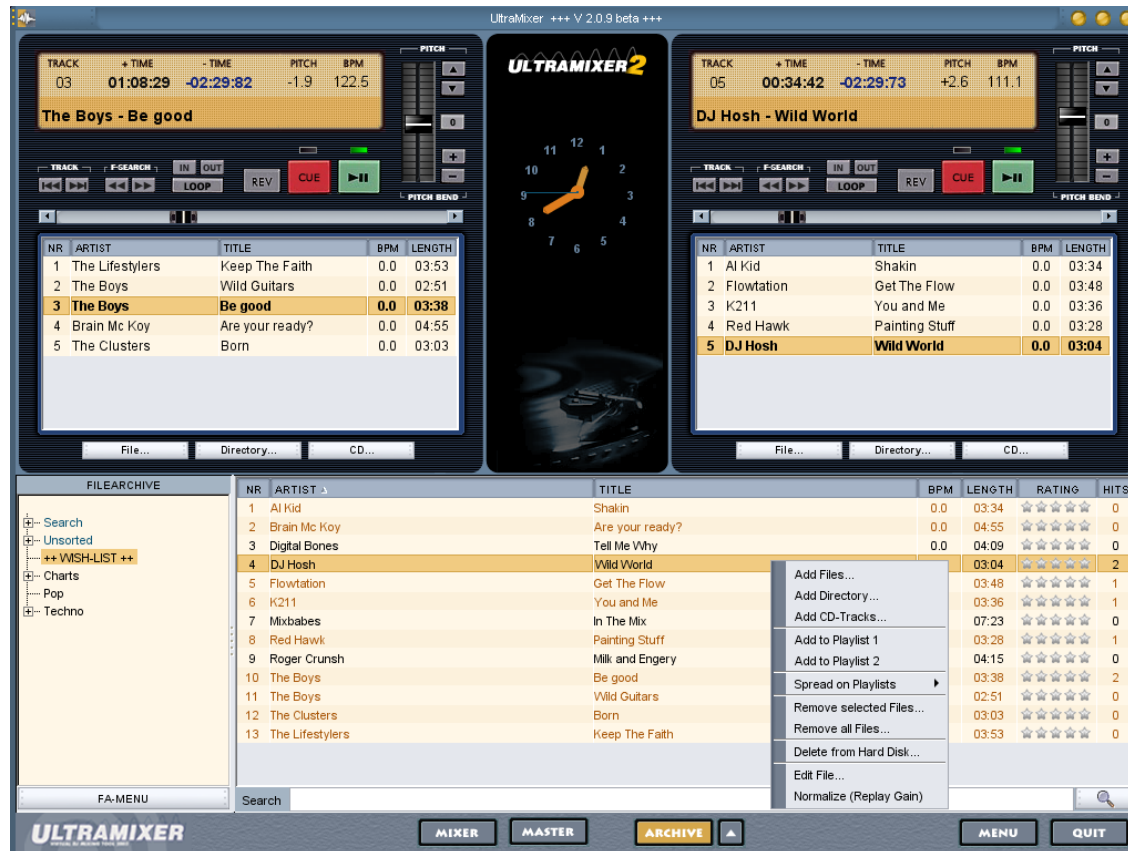 UltraMixer +++ V 2.0.9 beta +++
TRACK + TIME - TIME PITCH BPM
03 01:08:29 -02:29:82 -1.9 122.5
The Boys - Be good
PITCH
0
TRACK F-SEARCH IN OUT
LOOP REV CUE
PITCH BEND
NR ARTIST TITLE BPM LENGTH
1 The Lifestylers Keep The Faith 0.0 03:53
2 The Boys Wild Guitars 0.0 02:51
3 The Boys Be good 0.0 03:38
4 Brain Mc Koy Are your ready? 0.0 04:55
5 The Clusters Born 0.0 03:03
File... Directory... CD...
ULTRAMIXER2
12
11 1
10 2
9 3
8 4
7 6 5
TRACK + TIME - TIME PITCH BPM
05 00:34:42 -02:29:73 +2.6 111.1
DJ Hosh - Wild World
PITCH
0
TRACK F-SEARCH IN OUT
LOOP REV CUE
PITCH BEND
NR ARTIST TITLE BPM LENGTH
1 Al Kid Shakin 0.0 03:34
2 Flowtation Get The Flow 0.0 03:48
3 K211 You and Me 0.0 03:36
4 Red Hawk Painting Stuff 0.0 03:28
5 DJ Hosh Wild World 0.0 03:04
File... Directory... CD...
FILEARCHIVE
Search
Unsorted
++ WISH-LIST ++
Charts
Pop
Techno
FA-MENU
NR ARTIST TITLE BPM LENGTH RATING HITS
1 Al Kid Shakin 0.0 03:34 0
2 Brain Mc Koy Are your ready? 0.0 04:55 0
3 Digital Bones Tell Me Why 0.0 04:09 0
4 DJ Hosh Wild World 03:04 2
5 Flowtation Get The Flow 03:48 1
6 K211 You and Me 03:36 1
7 Mixbabes In The Mix 07:23 0
8 Red Hawk Painting Stuff 03:28 1
9 Roger Crunsh Milk and Engery 04:15 0
10 The Boys Be good 03:38 2
11 The Boys Wild Guitars 02:51 0
12 The Clusters Born 03:03 0
13 The Lifestylers Keep The Faith 03:53 0
Add Files...
Add Directory...
Add CD-Tracks...
Add to Playlist 1
Add to Playlist 2
Spread on Playlists
Remove selected Files...
Remove all Files...
Delete from Hard Disk...
Edit File...
Normalize (Replay Gain)
Search
ULTRAMIXER
MIXER MASTER ARCHIVE MENU QUIT